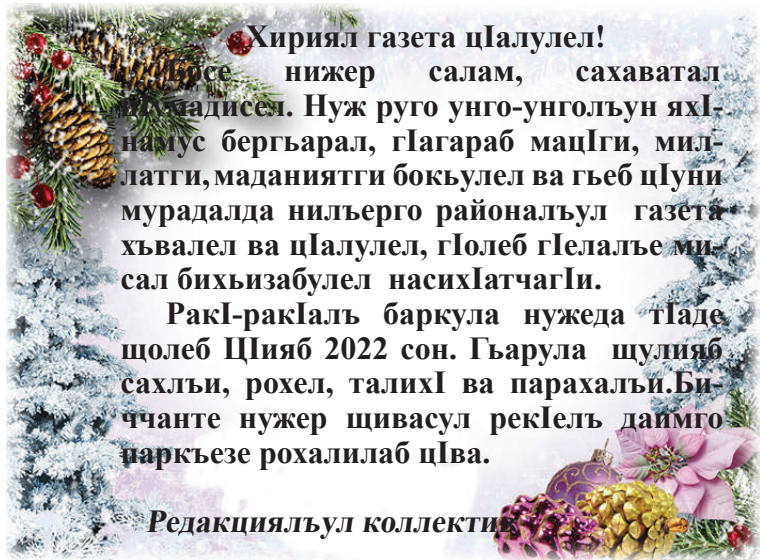 Хириял газета цIалулел!
Босе нижер салам, сахаватал
цIумадисел. Нуж руго унго-унголъун яхI-
намус бергьарал, гIагараб мацIги, мил-
латги, маданиятги бокьулел ва гьеб цIуни
мурадалда нилъерго районалъул газета
хъвалел ва цIалулел, гIолеб гIелалъе ми-
сал бихьизабулел насихIатчагIи.
РакI-ракIалъ баркула нужеда тIаде
щолеб ЦIияб 2022 сон. Гьарула щулияб
сахлъи, рохел, талихI ва парахалъи.Би-
ччанте нужер щивасул рекIелъ даимго
паркъезе рохалилаб цIва.
Редакциялъул коллектив